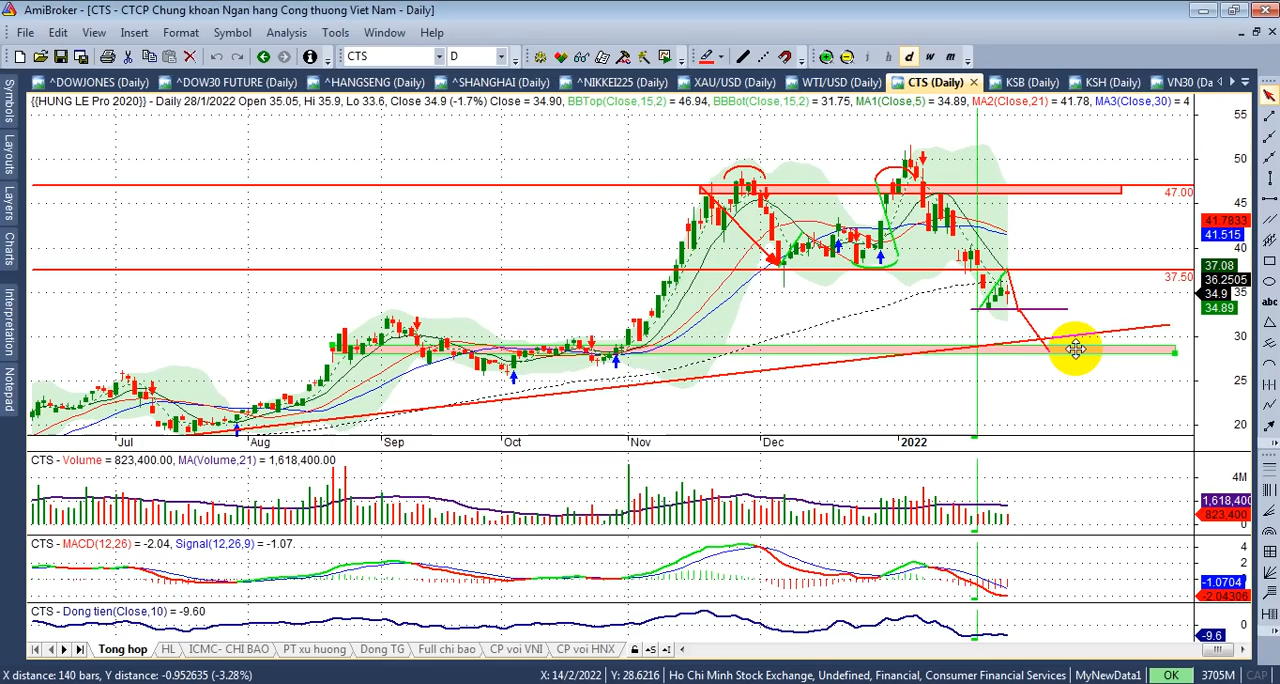 AmiBroker - [CTS - CTCP Chung khoan Ngan hang Cong thuong Viet Nam - Daily]
File Edit View Insert Format Symbol Analysis Tools Window Help
CTS D i h d w m
^DOWJONES (Daily) ^DOW30 FUTURE (Daily) ^HANGSENG (Daily) ^SHANGHAI (Daily) ^NIKKEI225 (Daily) XAU/USD (Daily) WTI/USD (Daily) CTS (Daily) KSB (Daily) KSH (Daily) VN30 (Da
Symbols
Layouts
Layers
Charts
Interpretation
Notepad
{{HUNG LE Pro 2020}} - Daily 28/1/2022 Open 35.05, Hi 35.9, Lo 33.6, Close 34.9 (-1.7%) Close = 34.90, BBTop(Close,15,2) = 46.94, BBBot(Close,15,2) = 31.75, MA1(Close,5) = 34.89, MA2(Close,21) = 41.78, MA3(Close,30) = 4
55
50
47.00
45
41.7833
41.515
40
37.50
37.08
36.2505
35
34.9
34.89
30
25
20
Jul Aug Sep Oct Nov Dec 2022
CTS - Volume = 823,400.00, MA(Volume,21) = 1,618,400.00
4M
1,618,400
823,400
0
CTS - MACD(12,26) = -2.04, Signal(12,26,9) = -1.07
4
2
0
-1.0704
-2.04306
CTS - Dong tien(Close,10) = -9.60
0
-9.6
Tong hop HL ICMC- CHI BAO PT xu huong Dong TG Full chi bao CP voi VNI CP voi HNX
X distance: 140 bars, Y distance: -0.952635 (-3.28%) X: 14/2/2022 Y: 28.6216 Ho Chi Minh Stock Exchange, Undefined, Financial, Consumer Financial Services MyNewData1 OK 3705M CAP